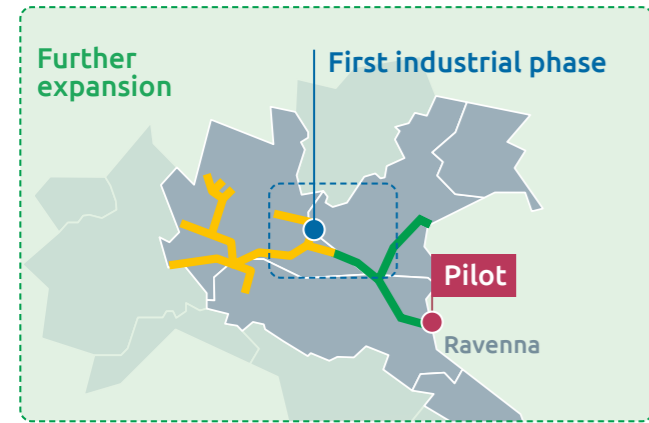 Further
expansion
First industrial phase
Pilot
Ravenna